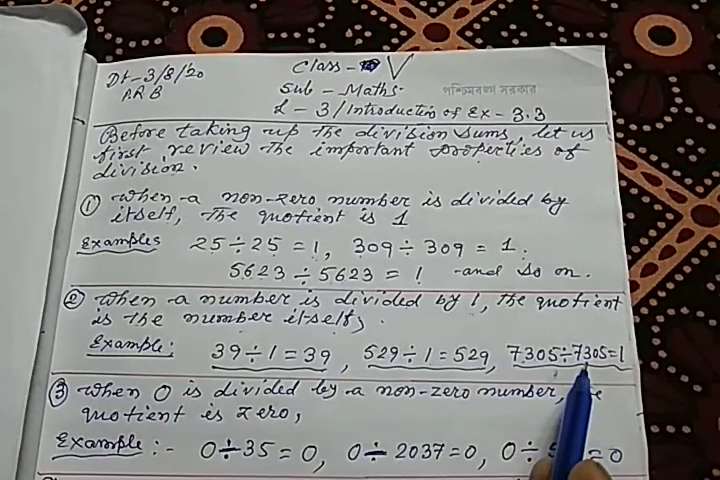 Dt - 3/8/20
ARB
Class - V
Sub - Maths.
পশ্চিমবঙ্গ সরকার
L - 3 / Introduction of Ex - 3.3
Before taking up the division sums, let us
first review the important properties of
division.
① When a non-zero number is divided by
itself, the quotient is 1
Examples 25 ÷ 25 = 1, 309 ÷ 309 = 1.
5623 ÷ 5623 = 1 and so on.
② When a number is divided by 1, the quotient
is the number itself,.
Example: 39 ÷ 1 = 39, 529 ÷ 1 = 529, 7305 ÷ 7305 = 1
③ When 0 is divided by a non-zero number,
quotient is zero,
Example :- 0 ÷ 35 = 0, 0 ÷ 2037 = 0, 0 ÷ = 0